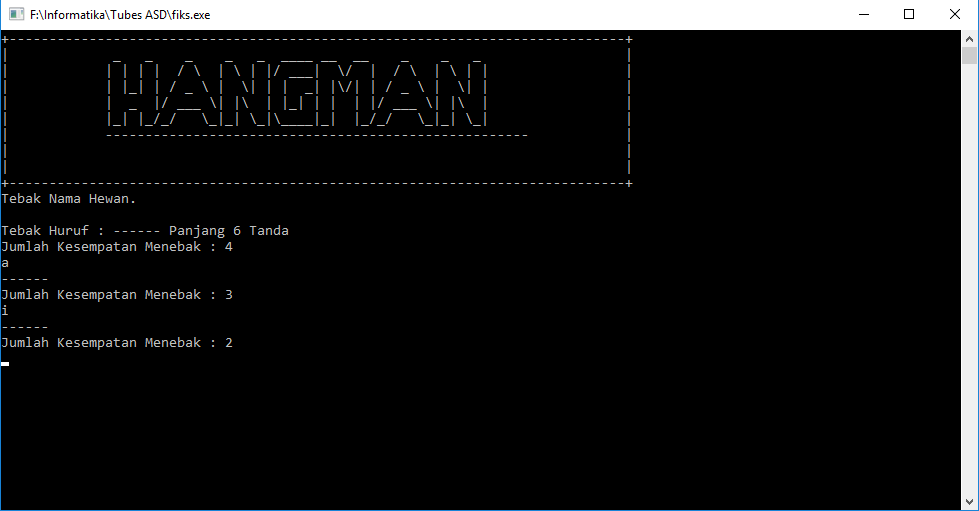 F:\Informatika\Tubes ASD\fiks.exe
HANGMAN
Tebak Nama Hewan.
Tebak Huruf : ------ Panjang 6 Tanda
Jumlah Kesempatan Menebak : 4
a
------
Jumlah Kesempatan Menebak : 3
i
------
Jumlah Kesempatan Menebak : 2